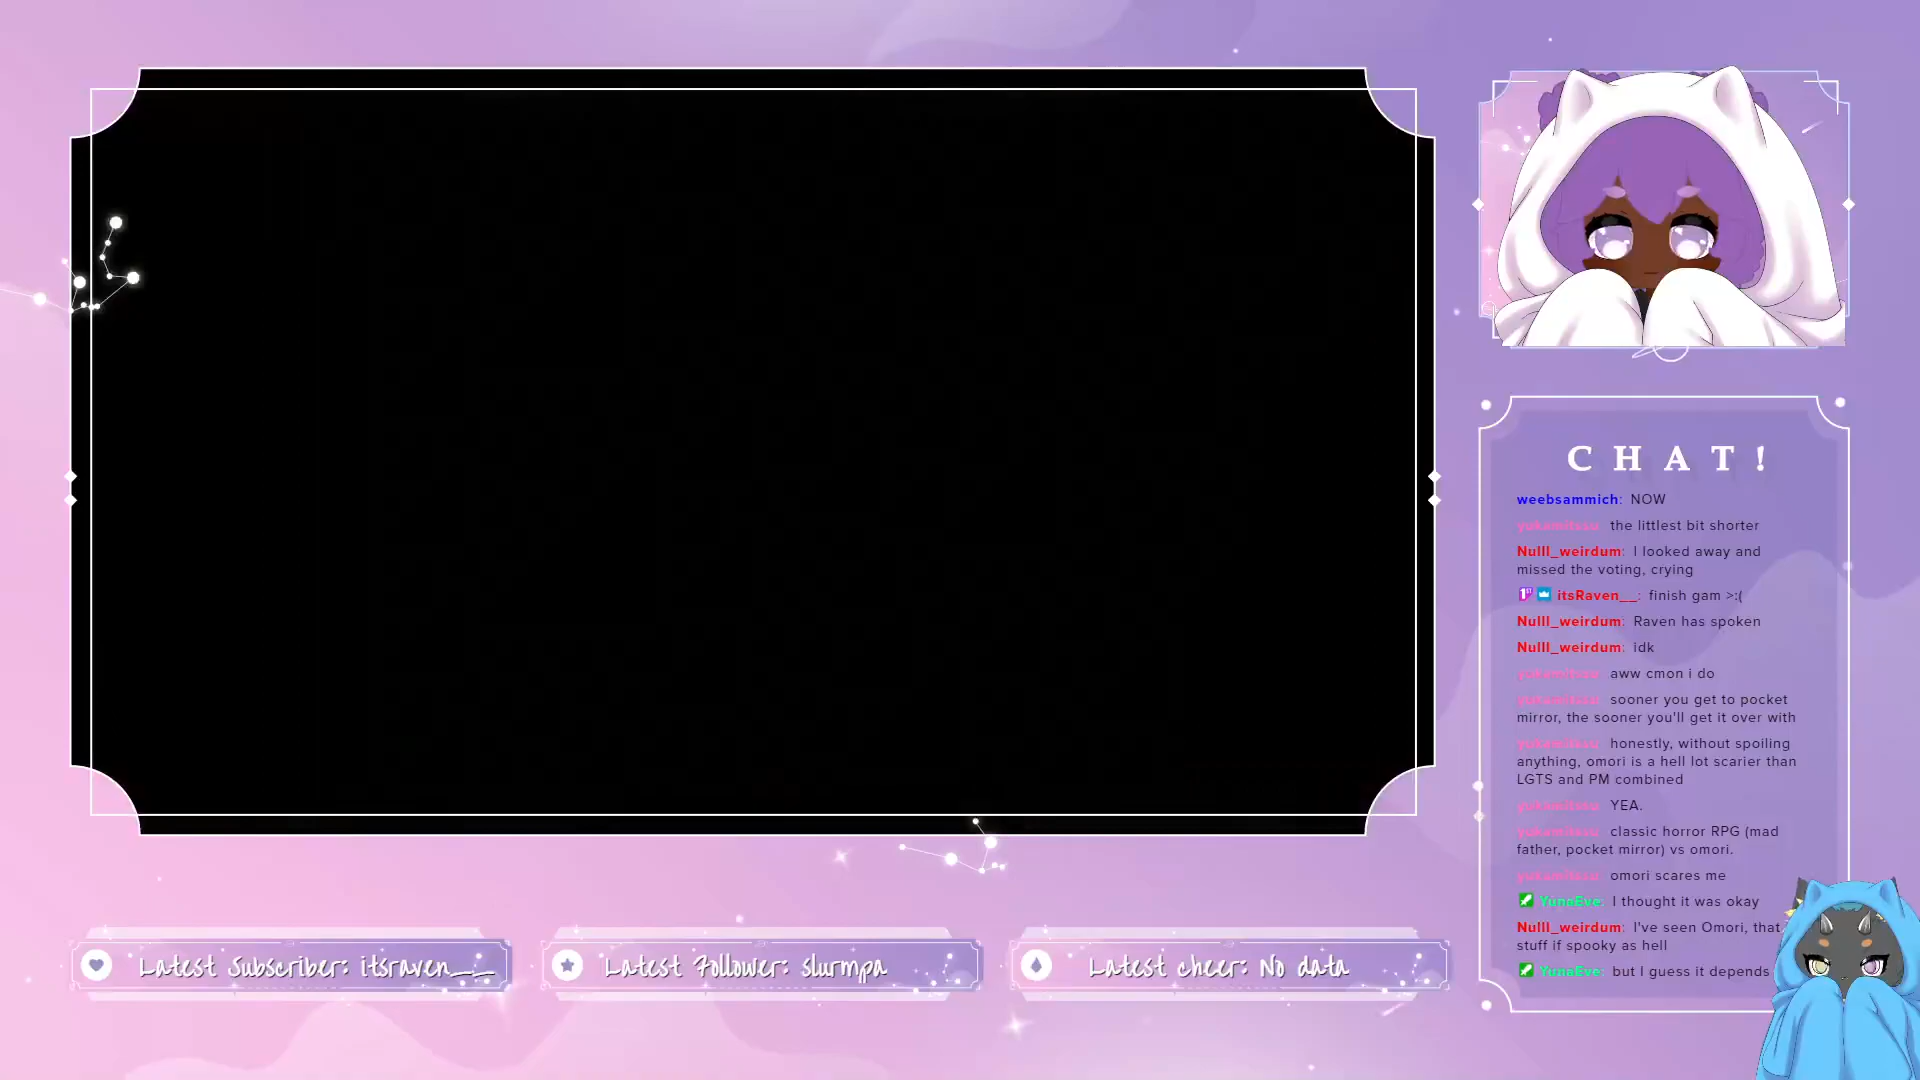 CHAT!
weebsammich: NOW
yukamitsu: the littlest bit shorter
Nulll_weirdum: I looked away and
missed the voting, crying
itsRaven__: finish gam >:(
Nulll_weirdum: Raven has spoken
Nulll_weirdum: idk
aww cmon i do
sooner you get to pocket
mirror, the sooner you'll get it over with
honestly, without spoiling
anything, omori is a hell lot scarier than
LGTS and PM combined
YEA.
classic horror RPG (mad
father, pocket mirror) vs omori.
omori scares me
YunaEve: I thought it was okay
Nulll_weirdum: I've seen Omori, that
stuff if spooky as hell
YunaEve: but I guess it depends
Latest Subscriber: itsraven__
Latest Follower: slurmpa
Latest cheer: No data